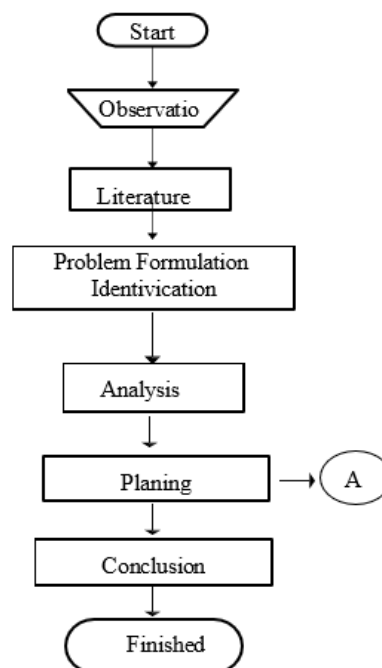 Start
Observatio
Literature
Problem Formulation
Identivication
Analysis
Planing
A
Conclusion
Finished